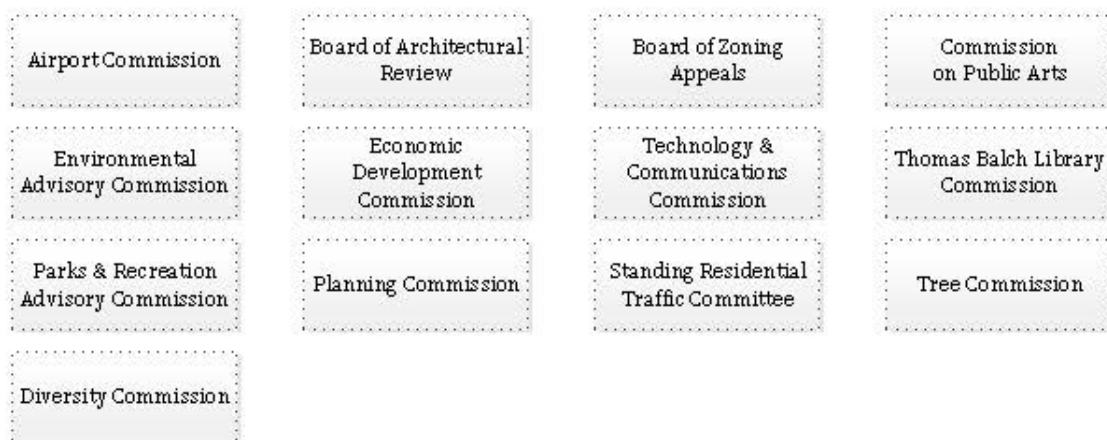 Airport Commission
Board of Architectural
Review
Board of Zoning
Appeals
Commission
on Public Arts
Environmental
Advisory Commission
Economic
Development
Commission
Technology &
Communications
Commission
Thomas Balch Library
Commission
Parks & Recreation
Advisory Commission
Planning Commission
Standing Residential
Traffic Committee
Tree Commission
Diversity Commission